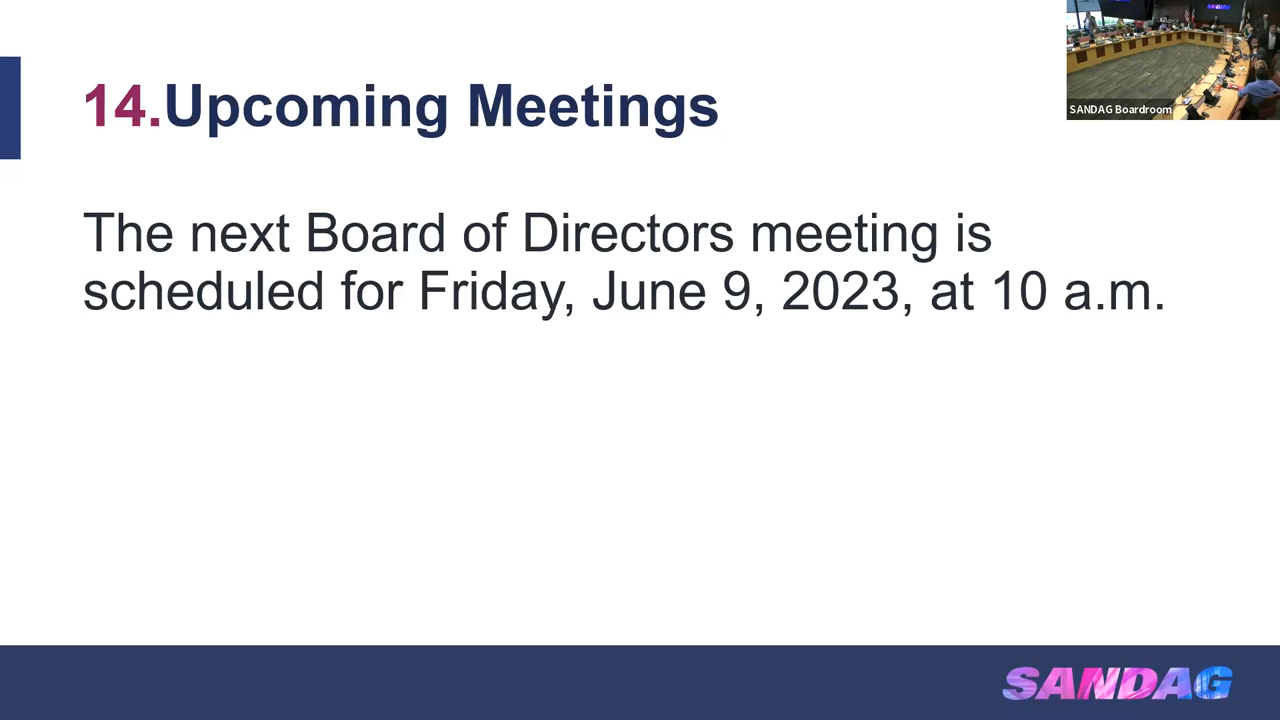 14.Upcoming Meetings
SANDAG Boardroom
The next Board of Directors meeting is
scheduled for Friday, June 9, 2023, at 10 a.m.
SANDAG